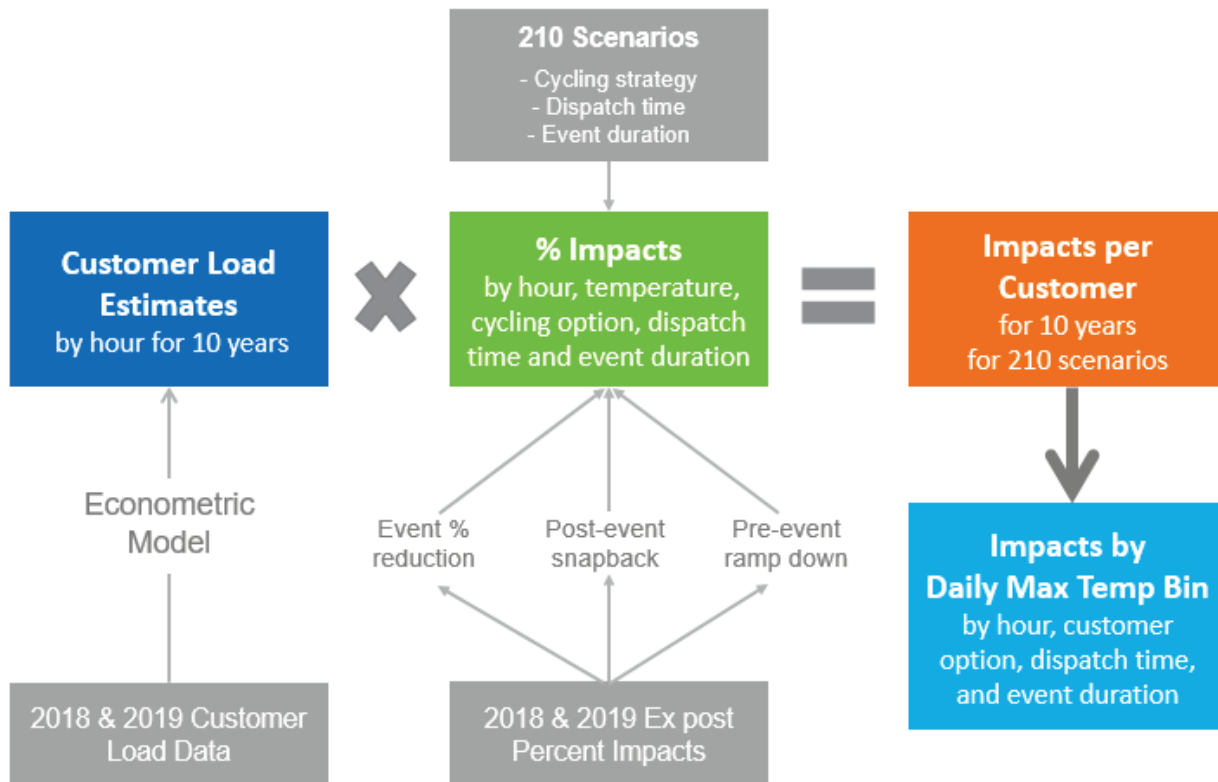 210 Scenarios
- Cycling strategy
- Dispatch time
- Event duration
Customer Load
Estimates
by hour for 10 years
% Impacts
by hour, temperature,
cycling option, dispatch
time and event duration
Impacts per
Customer
for 10 years
for 210 scenarios
Econometric
Model
Event %
reduction
Post-event
snapback
Pre-event
ramp down
Impacts by
Daily Max Temp Bin
by hour, customer
option, dispatch time,
and event duration
2018 & 2019 Customer
Load Data
2018 & 2019 Ex post
Percent Impacts